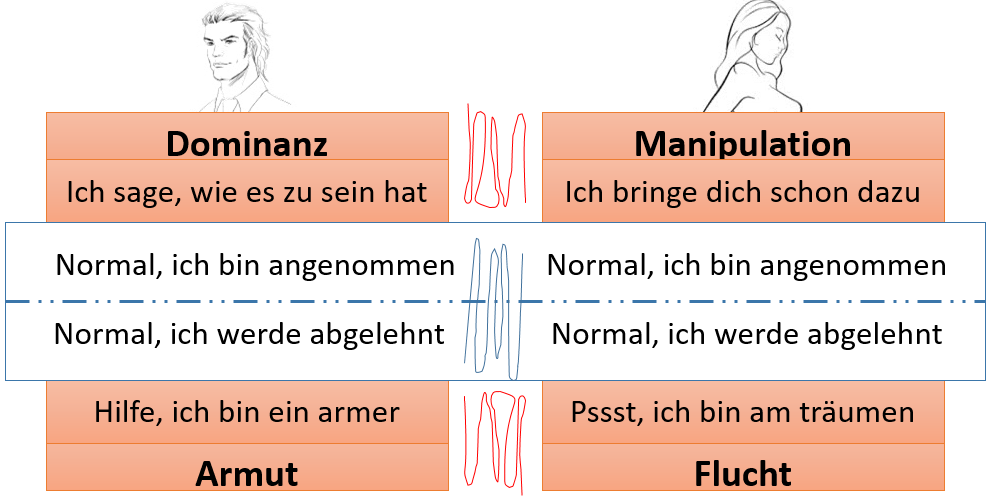 Dominanz
Manipulation
Ich sage, wie es zu sein hat
Ich bringe dich schon dazu
Normal, ich bin angenommen
Normal, ich bin angenommen
Normal, ich werde abgelehnt
Normal, ich werde abgelehnt
Hilfe, ich bin ein armer
Pssst, ich bin am träumen
Armut
Flucht